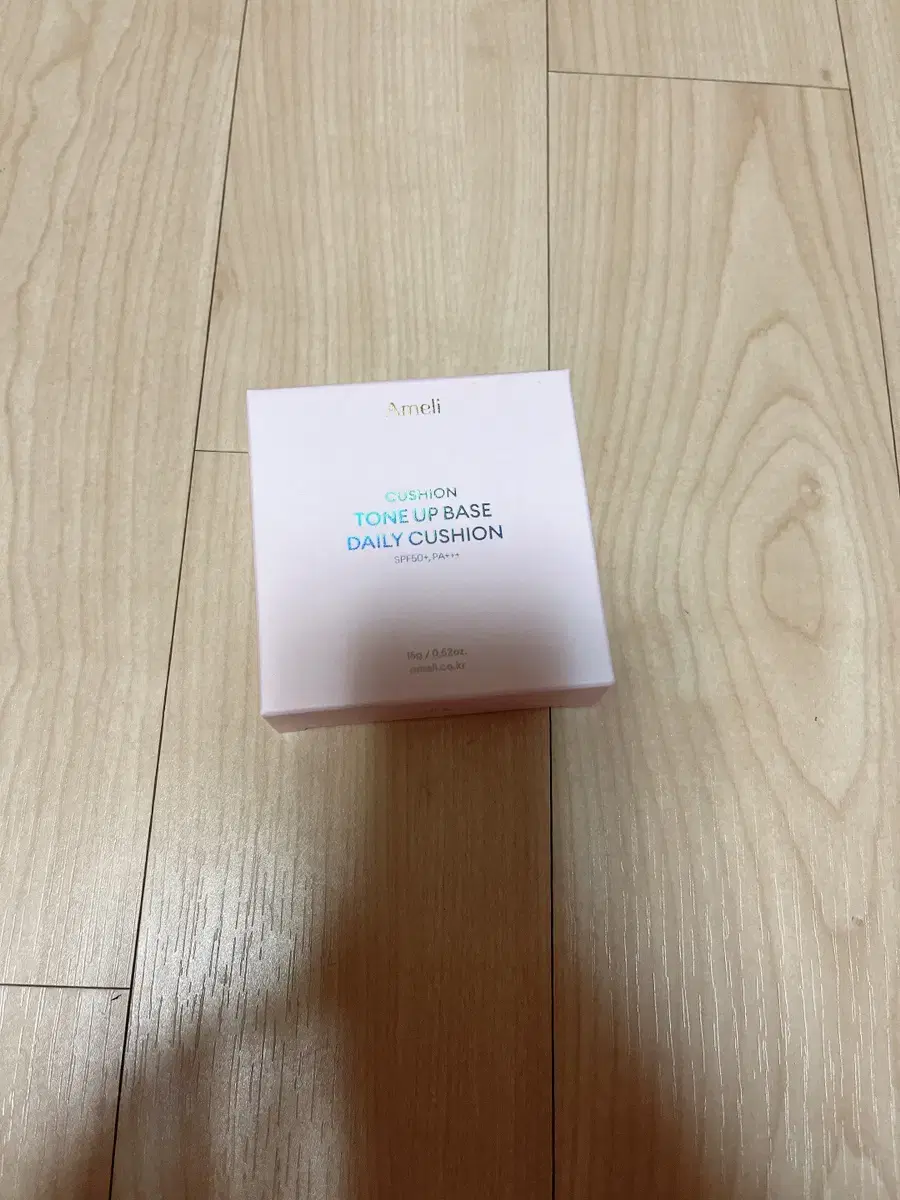 Ameli
CUSHION
TONE UP BASE
DAILY CUSHION
SPF50+, PA+++
15g / 0.52oz.
ameli.co.kr